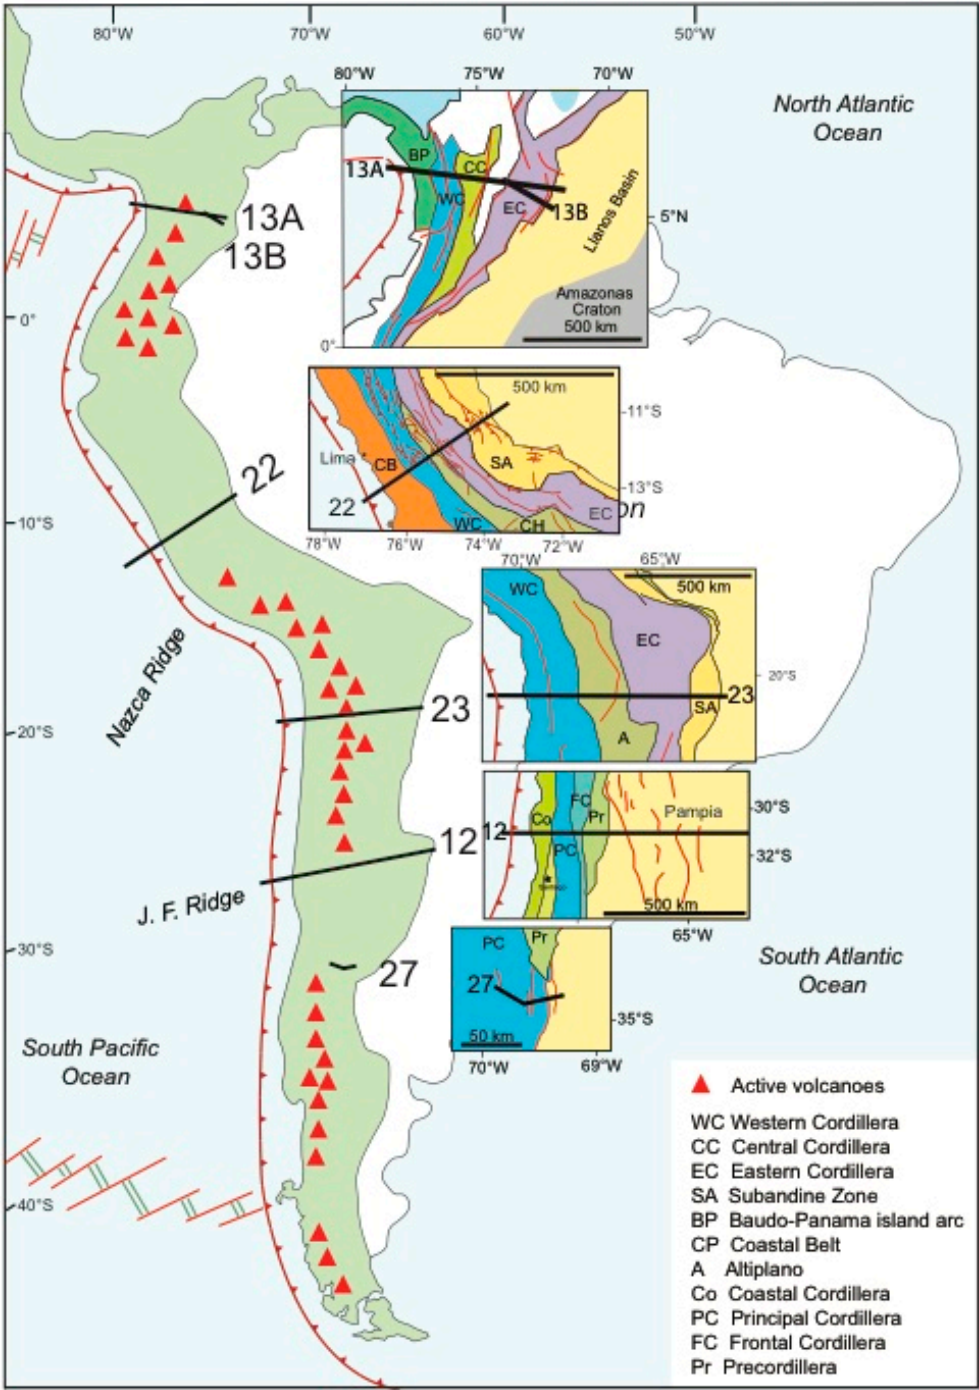 80°W 70°W 60°W 50°W
80°W 75°W 70°W
North Atlantic
Ocean
BP
CC
13A
WC
EC
13B
Llanos Basin
5°N
Amazonas
Craton
500 km
0°
13A
13B
0°
500 km
11°S
Lima
CB
SA
13°S
22
WC
CH
EC
on
78°W 76°W 74°W 72°W
22
10°S
70°W 65°W
WC
500 km
EC
20°S
23
SA
A
Nazca Ridge
23
20°S
FC
Co
Pr
Pampia
30°S
12
PC
32°S
500 km
65°W
12
J. F. Ridge
PC
Pr
27
35°S
50 km
70°W 69°W
30°S
27
South Atlantic
Ocean
South Pacific
Ocean
40°S
Active volcanoes
WC Western Cordillera
CC Central Cordillera
EC Eastern Cordillera
SA Subandine Zone
BP Baudo-Panama island arc
CP Coastal Belt
A Altiplano
Co Coastal Cordillera
PC Principal Cordillera
FC Frontal Cordillera
Pr Precordillera